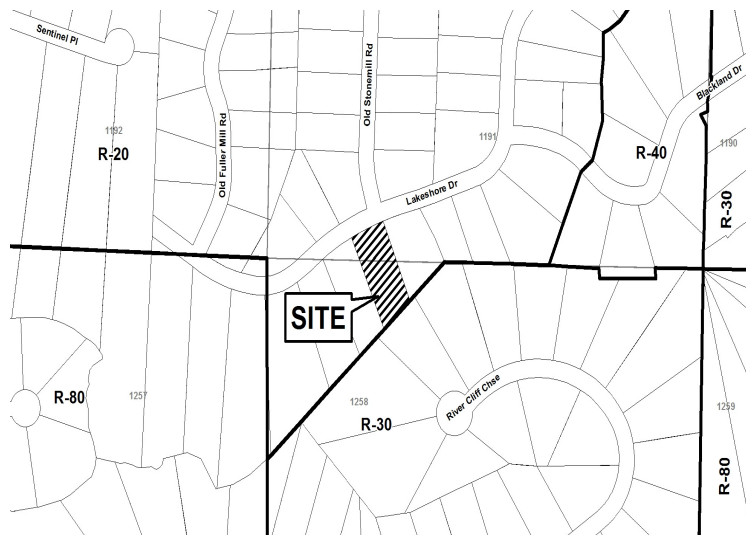 Sentinel Pl
Old Fuller Mill Rd
Old Stonemill Rd
Blackland Dr
1192
R-20
1191
R-40
1190
R-30
Lakeshore Dr
SITE
R-80
1257
1258
R-30
River Cliff Chse
1259
R-80